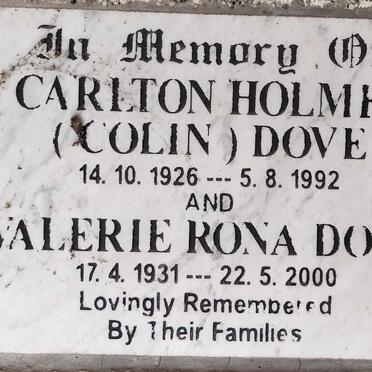 In Memory O
CARLTON HOLME
( COLIN ) DOVE
14. 10. 1926 --- 5. 8. 1992
AND
VALERIE RONA DO
17. 4. 1931 --- 22. 5. 2000
Lovingly Remembered
By Their Families